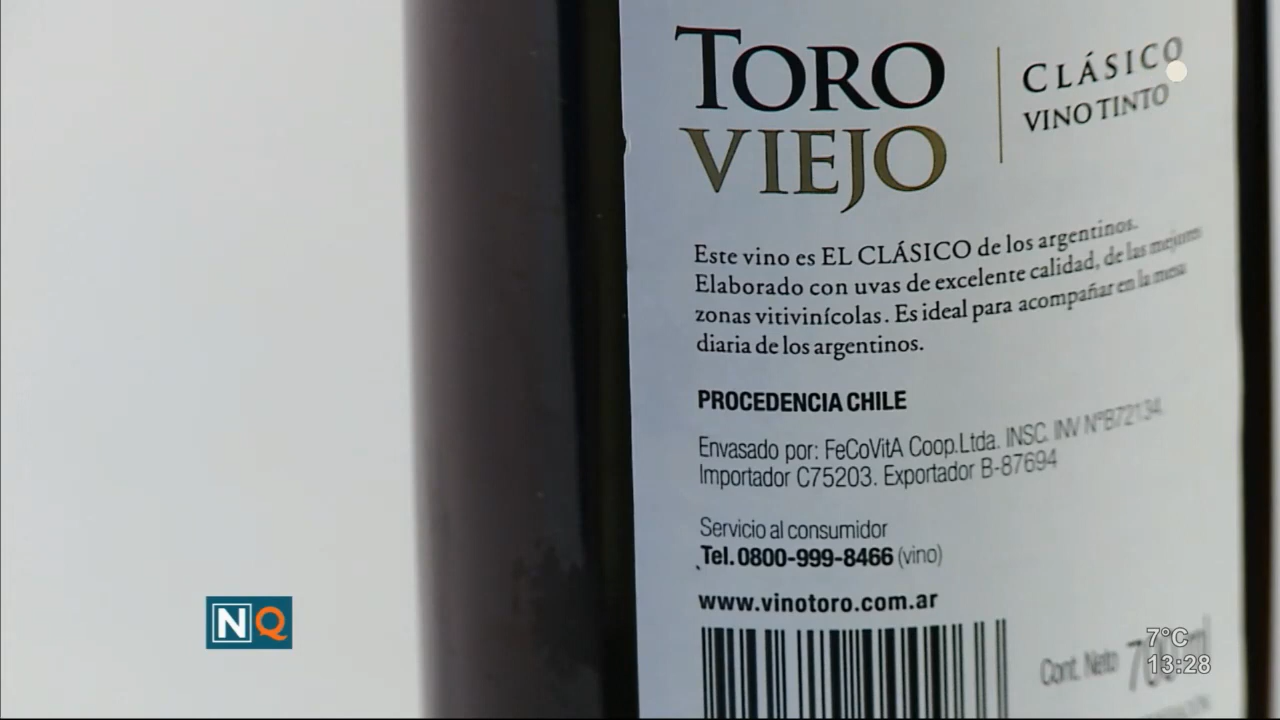 TORO
VIEJO
CLÁSICO
VINO TINTO
Este vino es EL CLÁSICO de los argentinos.
Elaborado con uvas de excelente calidad, de las mejores
zonas vitivinícolas. Es ideal para acompañar en la mesa
diaria de los argentinos.
PROCEDENCIA CHILE
Envasado por: FeCoVitA Coop.Ltda. INSC. INV NºB72134.
Importador C75203. Exportador B-87694
Servicio al consumidor
Tel.0800-999-8466 (vino)
www.vinotoro.com.ar
Cont. Neto
NQ
7°C
13:28